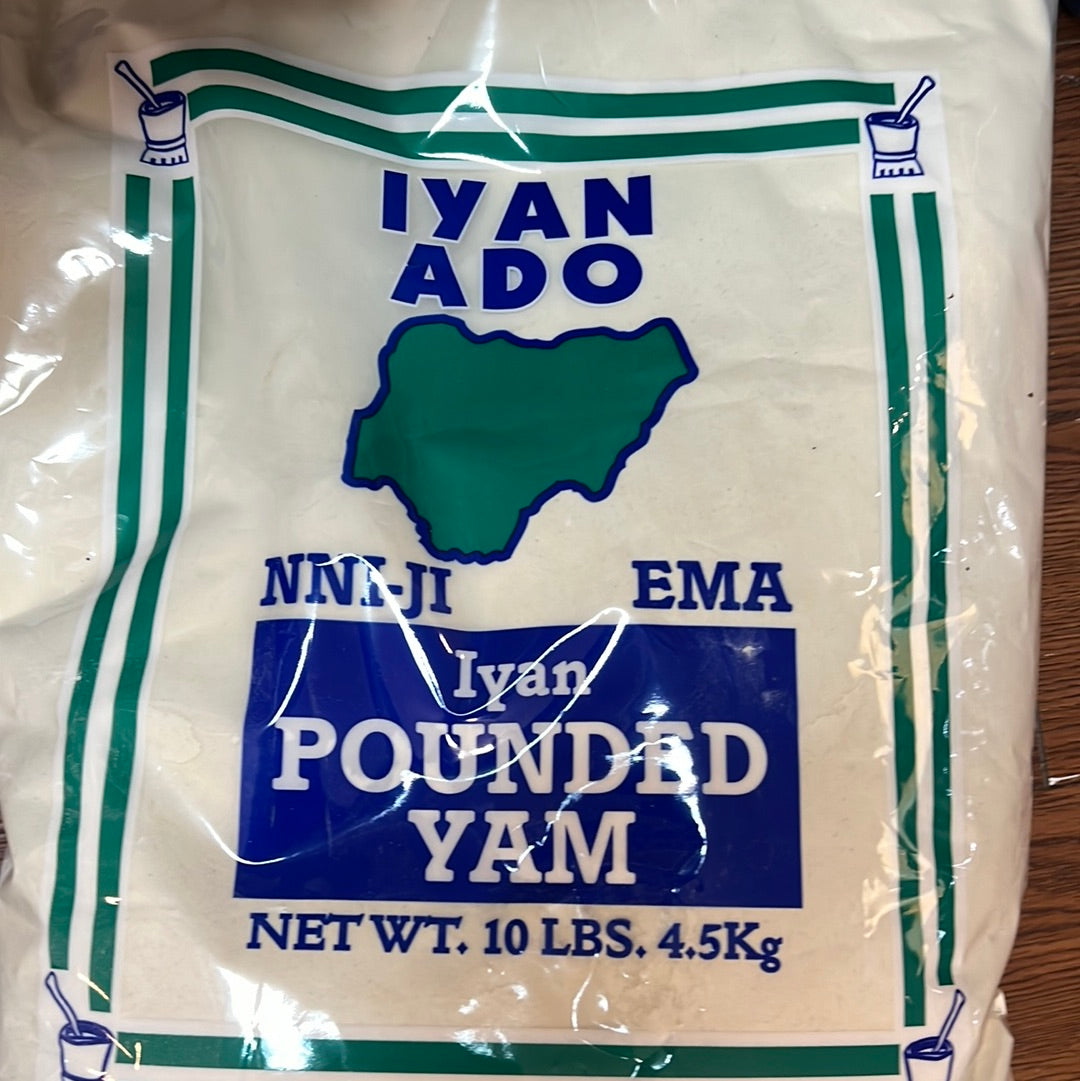 IYAN
ADO
NNI-JI EMA
Iyan
POUNDED
YAM
NET WT. 10 LBS. 4.5Kg